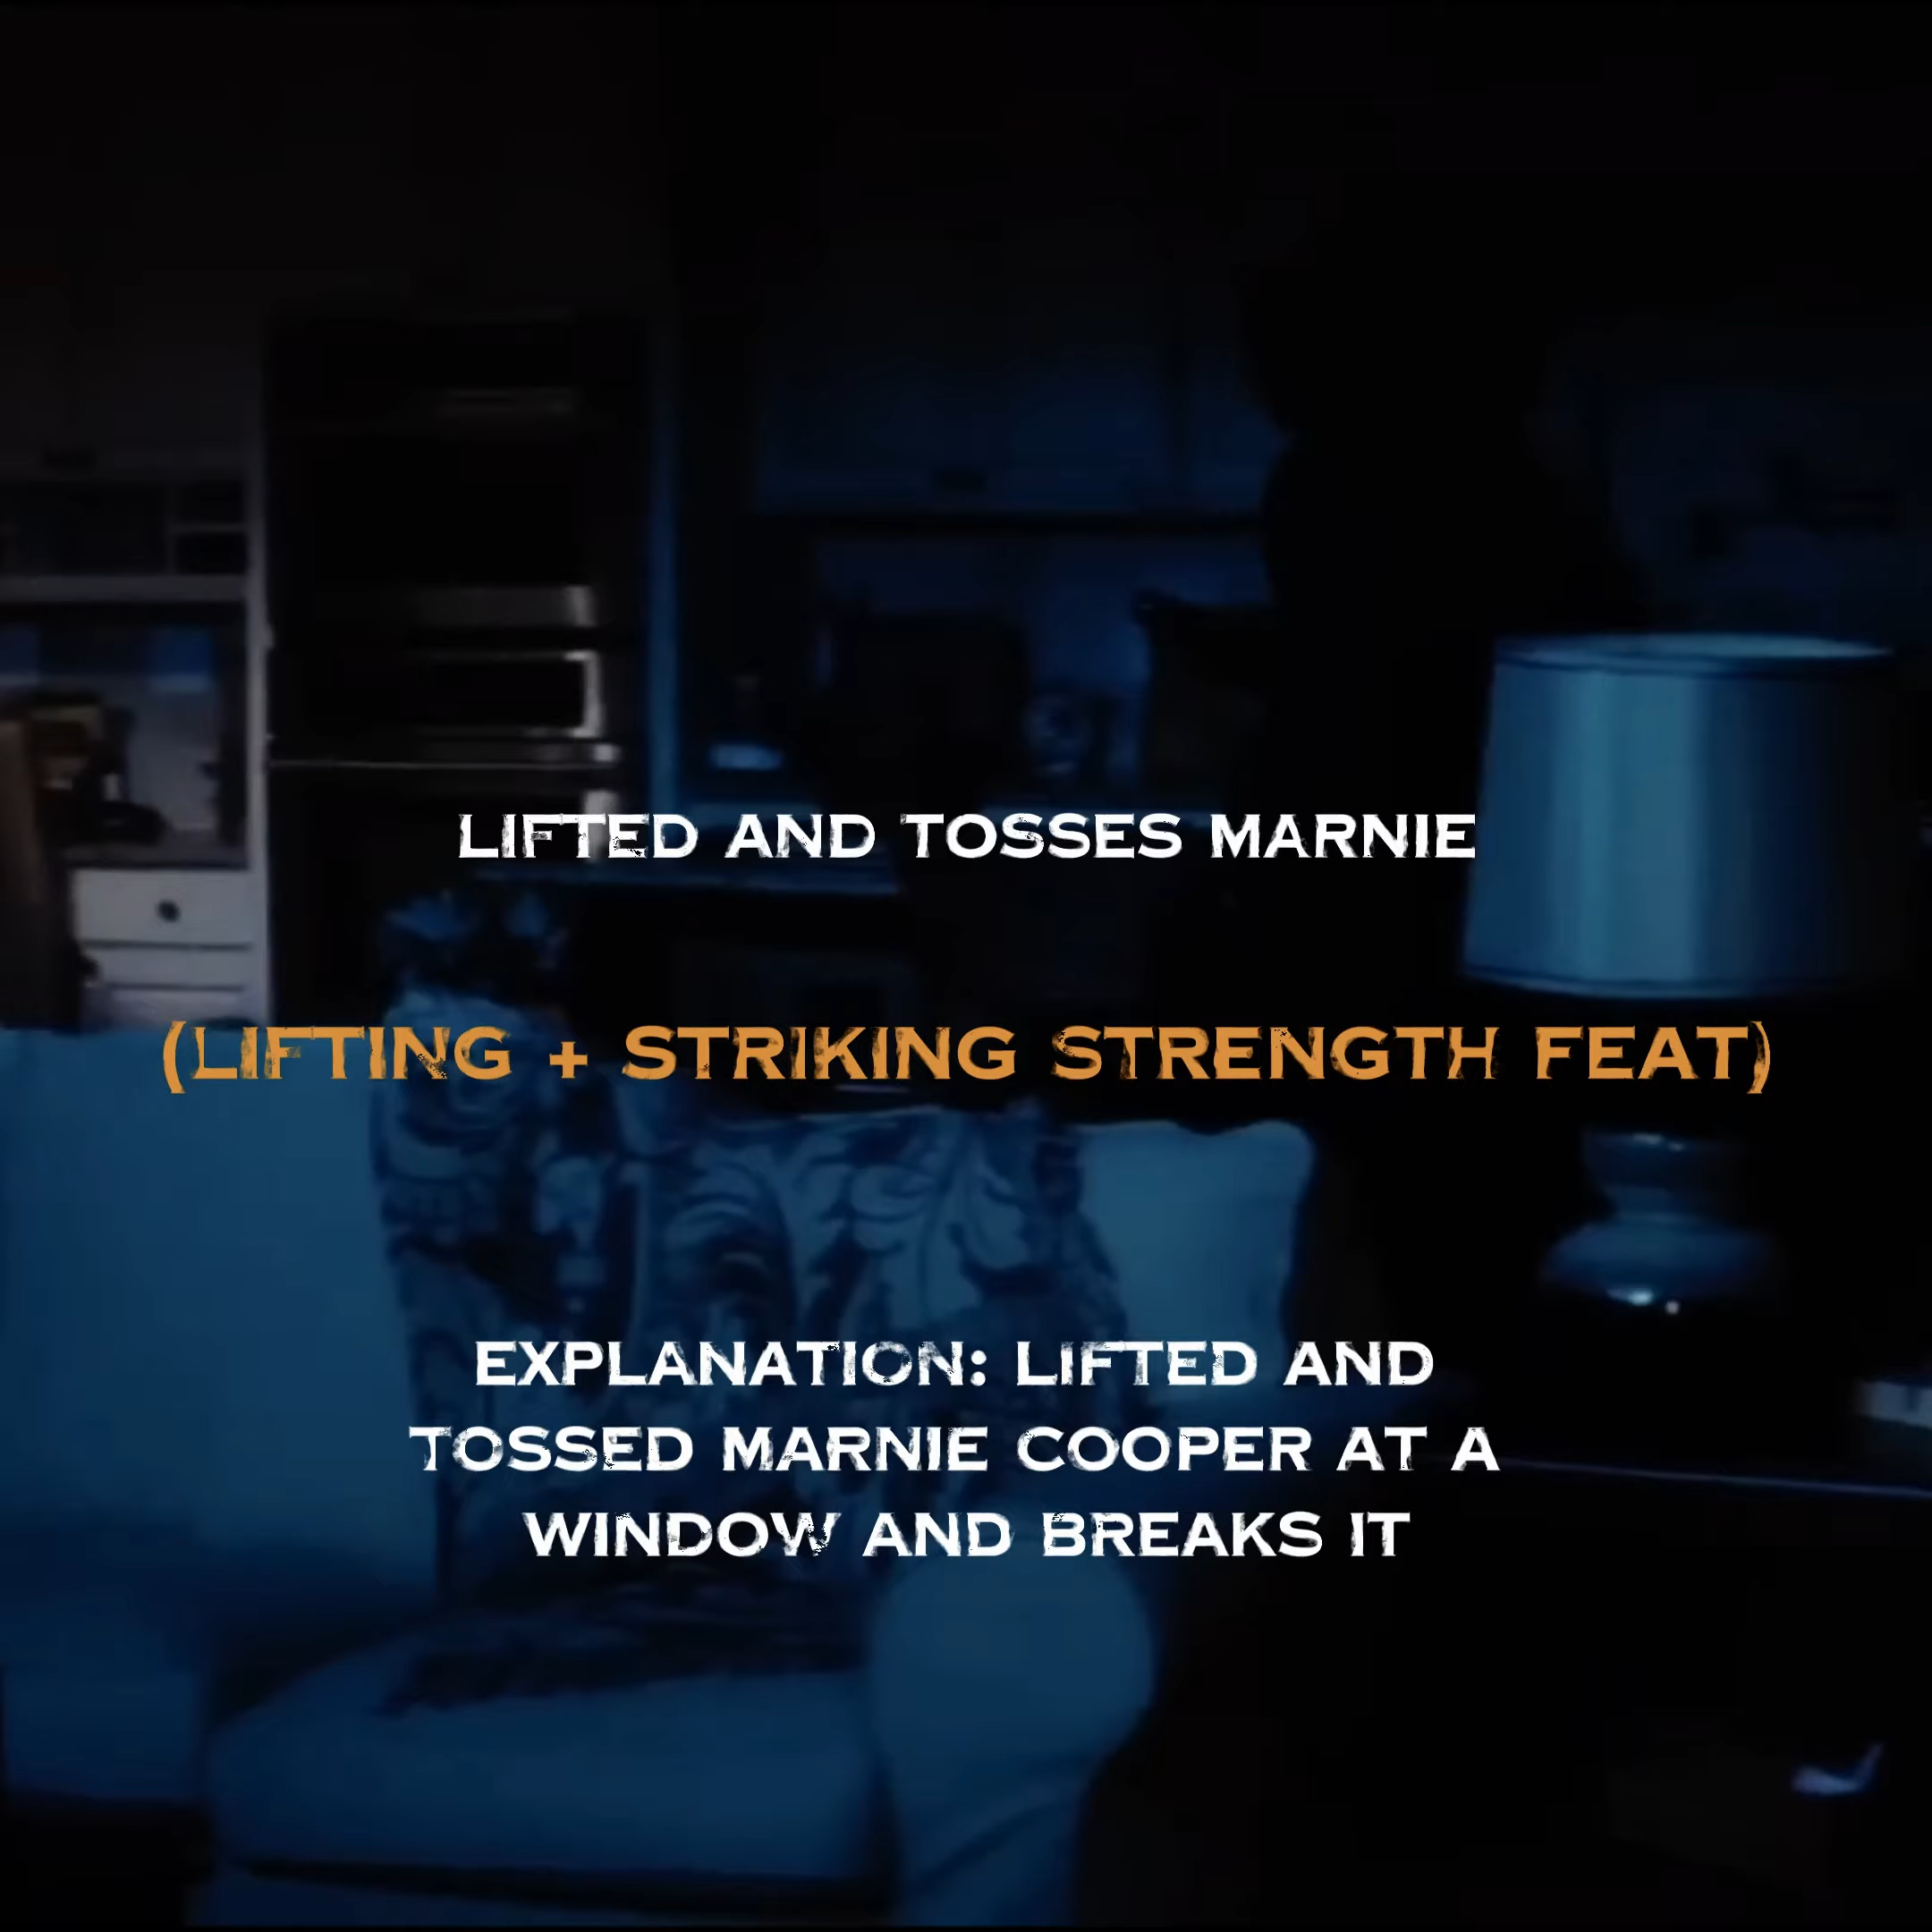 LIFTED AND TOSSES MARNIE
(LIFTING + STRIKING STRENGTH FEAT)
EXPLANATION: LIFTED AND
TOSSED MARNIE COOPER AT A
WINDOW AND BREAKS IT